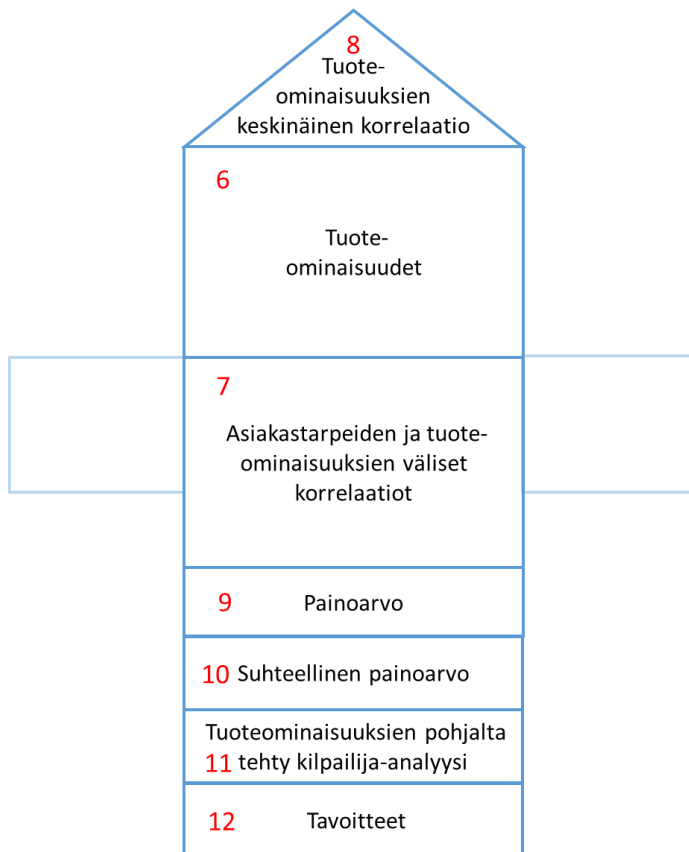 8
Tuote-
ominaisuuksien
keskinäinen korrelaatio
6
Tuote-
ominaisuudet
7
Asiakastarpeiden ja tuote-
ominaisuuksien väliset
korrelaatiot
9 Painoarvo
10 Suhteellinen painoarvo
Tuoteominaisuuksien pohjalta
11 tehty kilpailija-analyysi
12 Tavoitteet